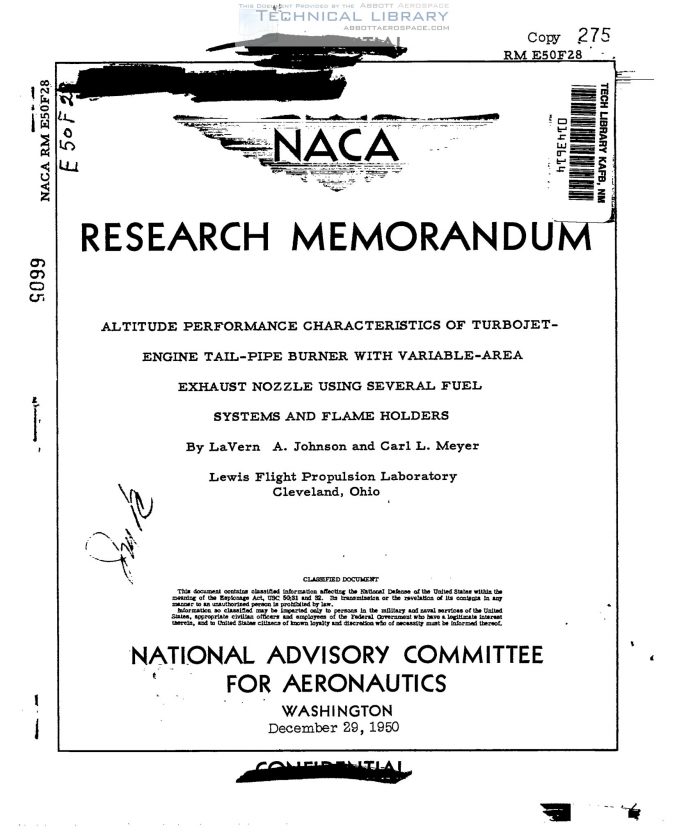 THIS DOCUMENT PROVIDED BY THE ABBOTT AEROSPACE
TECHNICAL LIBRARY
ABBOTTAEROSPACE.COM
Copy 275
RM E50F28
NACA RM E50F28
TECH LIBRARY KAFB, NM
0143614
NACA
RESEARCH MEMORANDUM
6605
ALTITUDE PERFORMANCE CHARACTERISTICS OF TURBOJET-
ENGINE TAIL-PIPE BURNER WITH VARIABLE-AREA
EXHAUST NOZZLE USING SEVERAL FUEL
SYSTEMS AND FLAME HOLDERS
By LaVern A. Johnson and Carl L. Meyer
Lewis Flight Propulsion Laboratory
Cleveland, Ohio
CLASSIFIED DOCUMENT
This document contains classified information affecting the National Defense of the United States within the
meaning of the Espionage Act, USC 50:31 and 32. Its transmission or the revelation of its contents in any
manner to an unauthorized person is prohibited by law.
Information so classified may be imparted only to persons in the military and naval services of the United
States, appropriate civilian officers and employees of the Federal Government who have a legitimate interest
therein, and to United States citizens of known loyalty and discretion who of necessity must be informed thereof.
NATIONAL ADVISORY COMMITTEE
FOR AERONAUTICS
WASHINGTON
December 29, 1950
CONFIDENTIAL